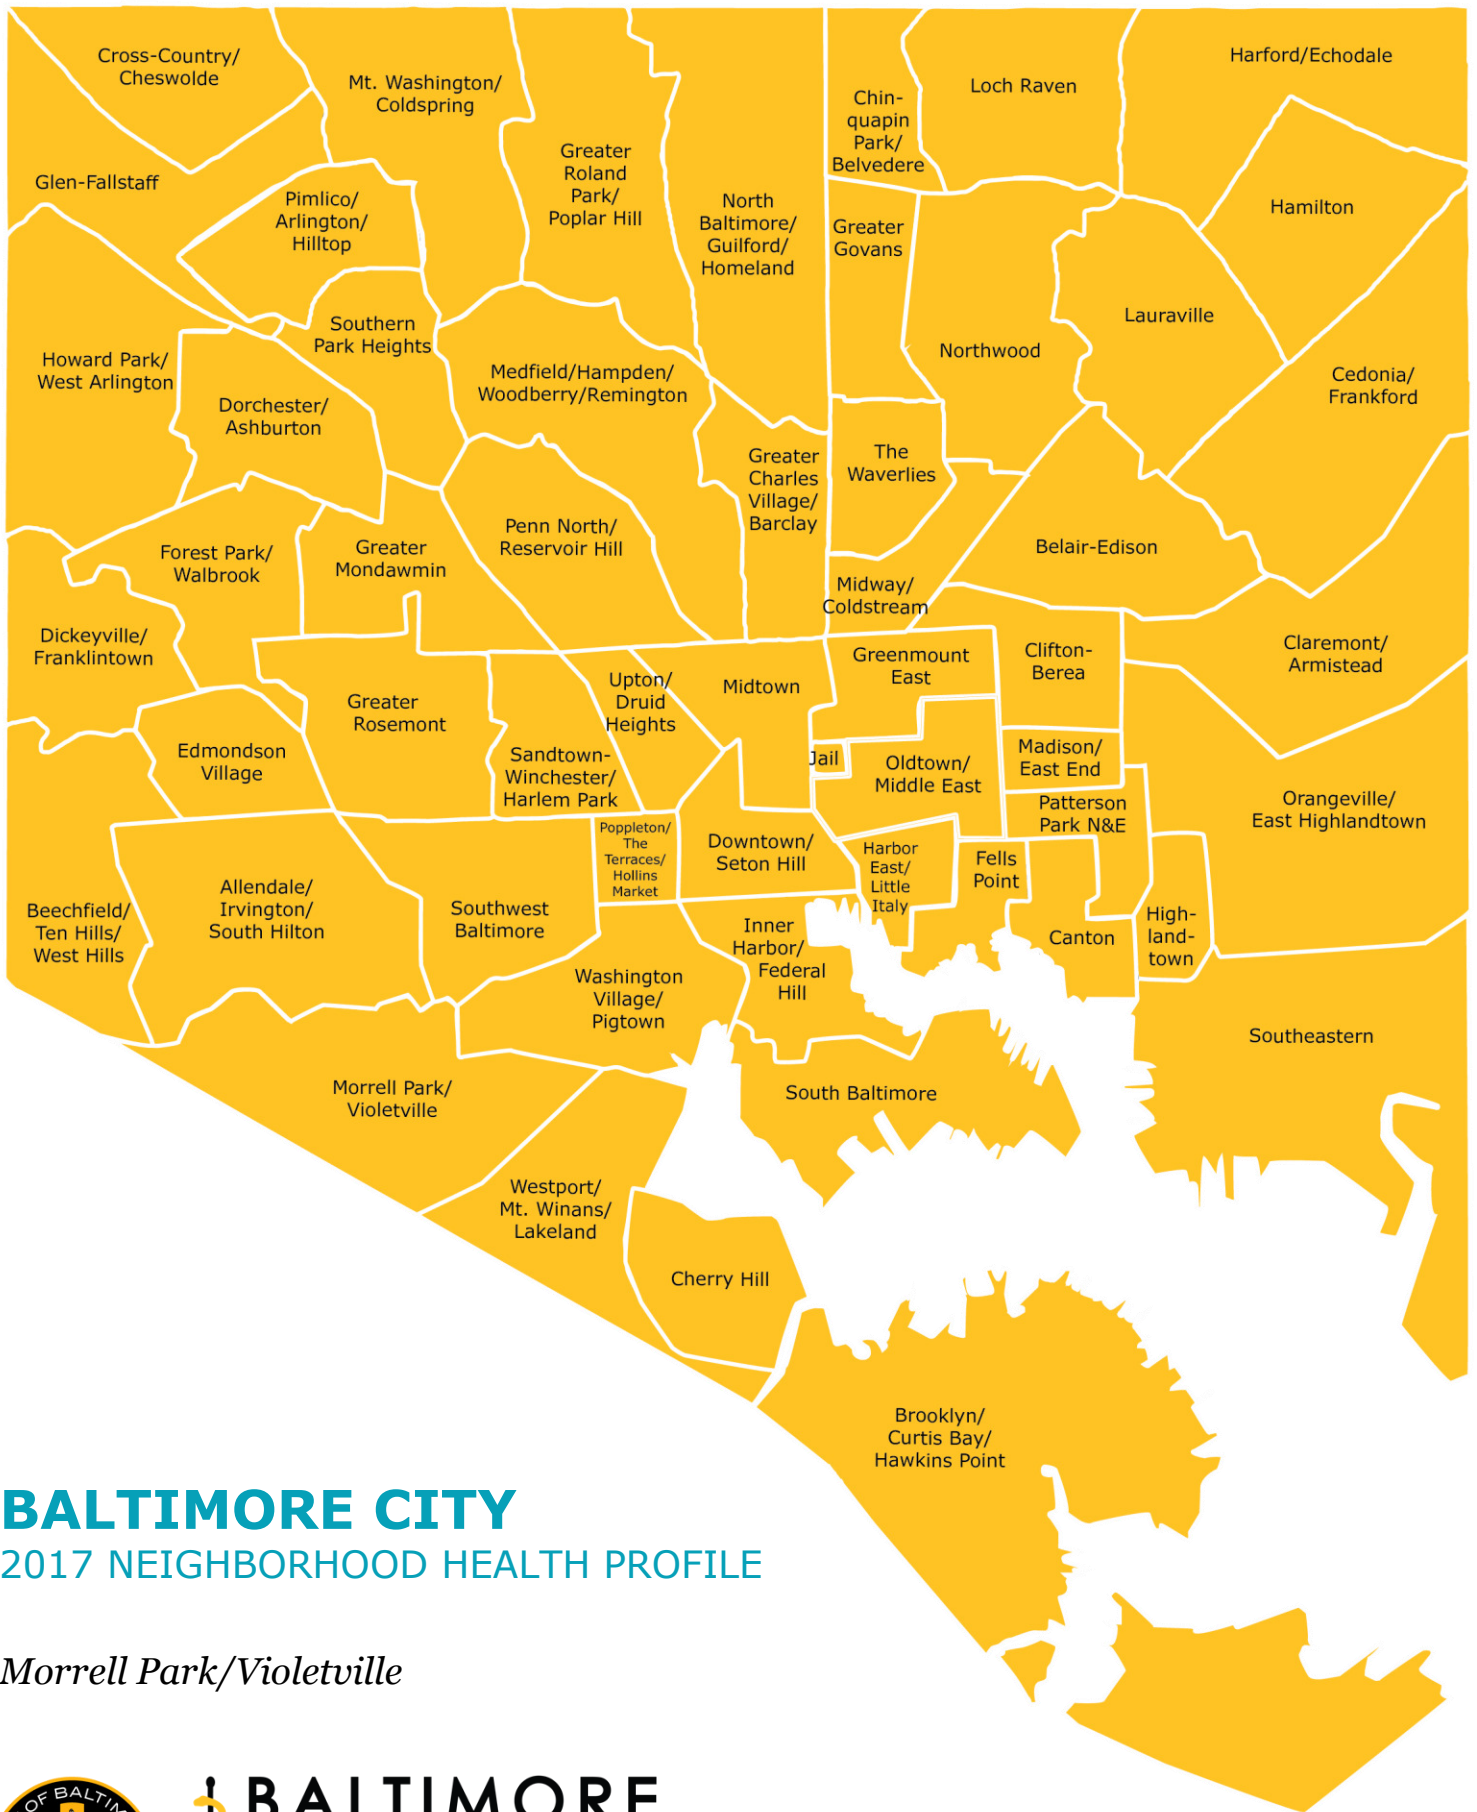 Cross-Country/
Cheswolde
Mt. Washington/
Coldspring
Greater
Roland
Park/
Poplar Hill
North
Baltimore/
Guilford/
Homeland
Chin-
quapin
Park/
Belvedere
Loch Raven
Harford/Echodale
Glen-Fallstaff
Pimlico/
Arlington/
Hilltop
Greater
Govans
Hamilton
Howard Park/
West Arlington
Southern
Park Heights
Medfield/Hampden/
Woodberry/Remington
Northwood
Lauraville
Cedonia/
Frankford
Dorchester/
Ashburton
Greater
Charles
Village/
Barclay
The
Waverlies
Forest Park/
Walbrook
Greater
Mondawmin
Penn North/
Reservoir Hill
Midway/
Coldstream
Belair-Edison
Dickeyville/
Franklintown
Greater
Rosemont
Upton/
Druid
Heights
Midtown
Greenmount
East
Clifton-
Berea
Claremont/
Armistead
Edmondson
Village
Sandtown-
Winchester/
Harlem Park
Jail
Oldtown/
Middle East
Madison/
East End
Patterson
Park N&E
Orangeville/
East Highlandtown
Poppleton/
The
Terraces/
Hollins
Market
Downtown/
Seton Hill
Harbor
East/
Little
Italy
Fells
Point
Beechfield/
Ten Hills/
West Hills
Allendale/
Irvington/
South Hilton
Southwest
Baltimore
Inner
Harbor/
Federal
Hill
Canton
High-
land-
town
Washington
Village/
Pigtown
Southeastern
Morrell Park/
Violetville
South Baltimore
Westport/
Mt. Winans/
Lakeland
Cherry Hill
Brooklyn/
Curtis Bay/
Hawkins Point
BALTIMORE CITY
2017 NEIGHBORHOOD HEALTH PROFILE
Morrell Park/Violetville
OF BALTIM
BALTIMORE